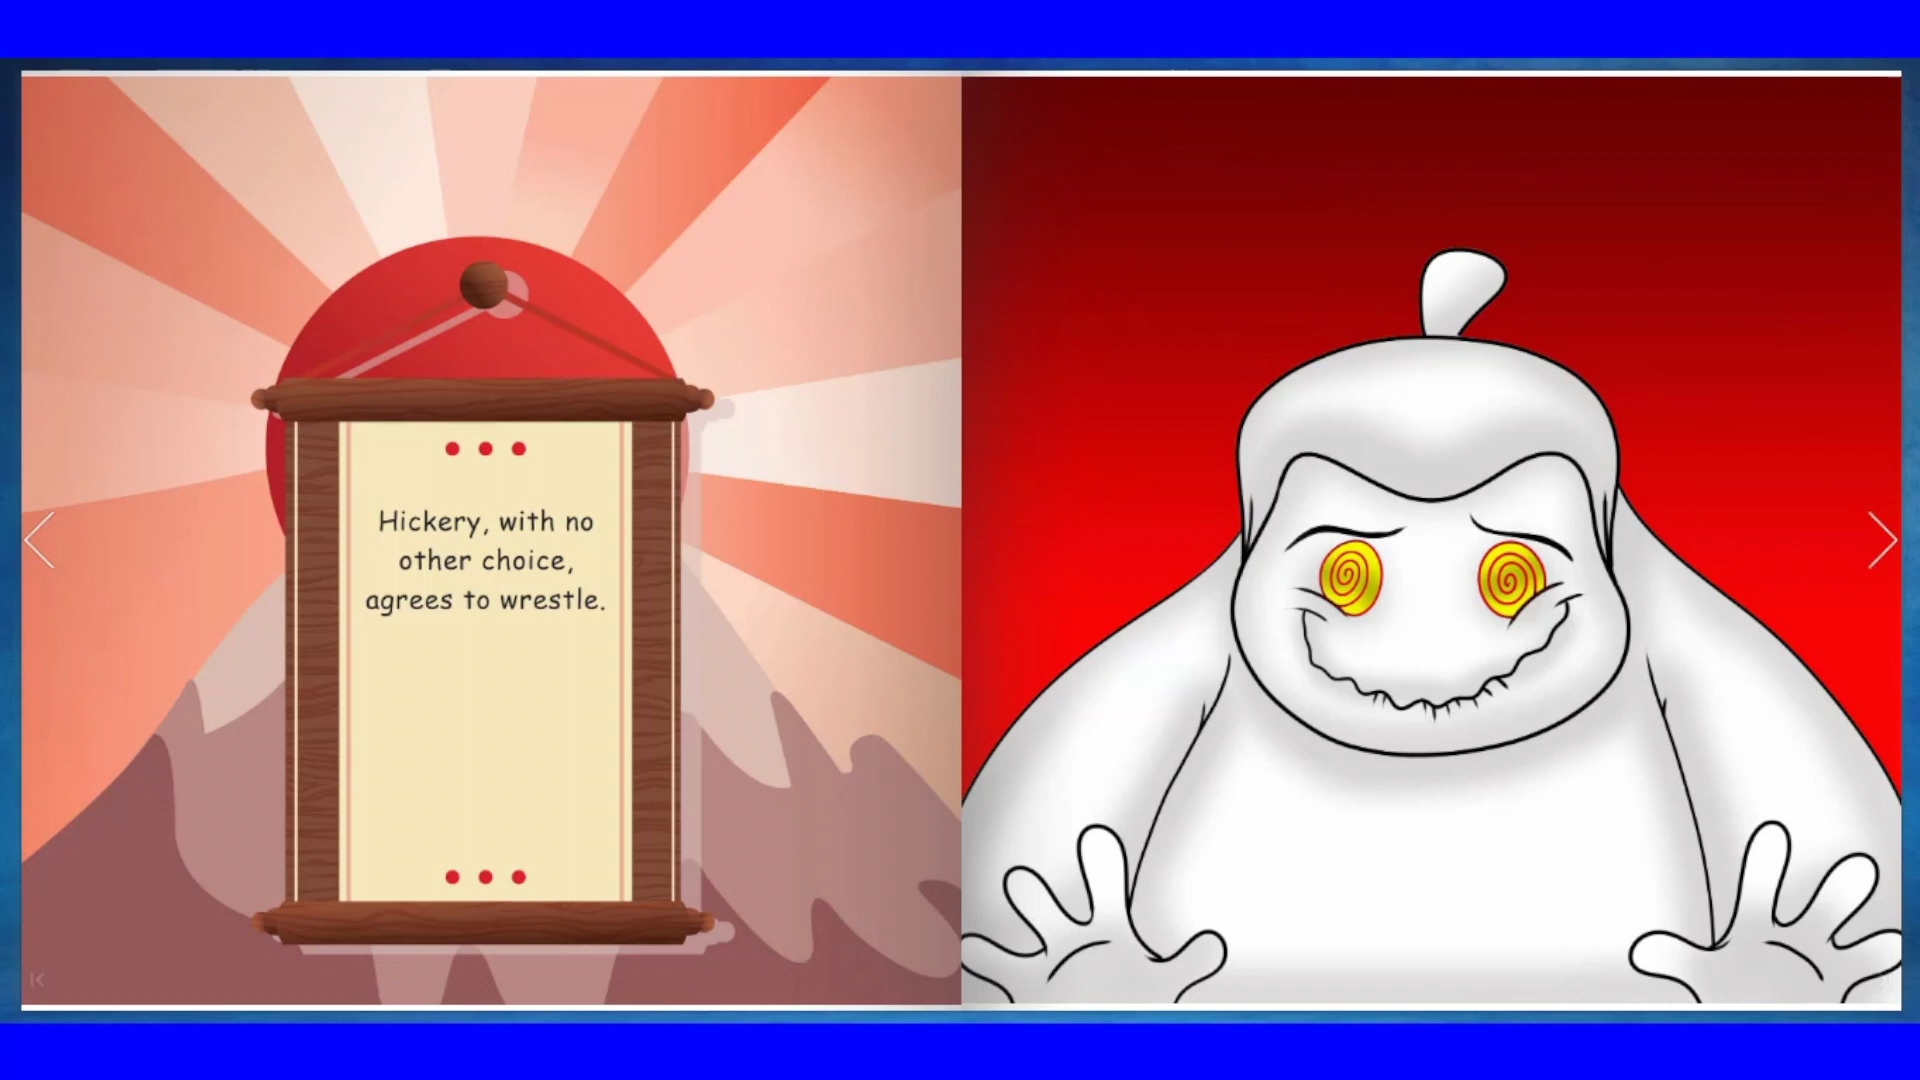 Hickery, with no
other choice,
agrees to wrestle.